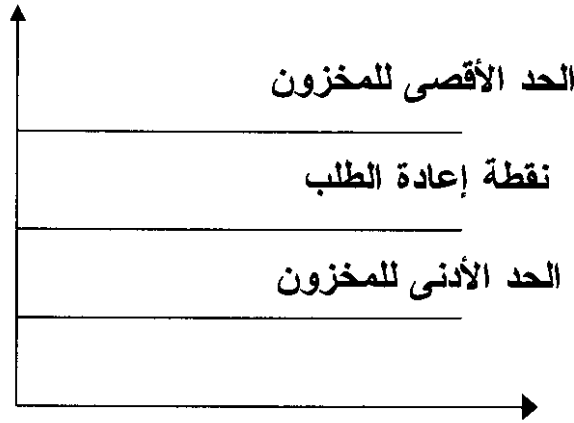 الحد الأقصى للمخزون
نقطة إعادة الطلب
الحد الأدنى للمخزون